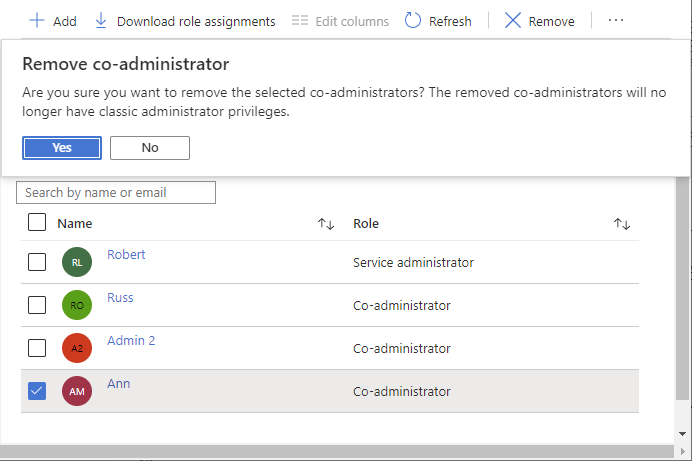 Add Download role assignments Edit columns Refresh Remove ...
Remove co-administrator
Are you sure you want to remove the selected co-administrators? The removed co-administrators will no
longer have classic administrator privileges.
Yes No
Search by name or email
Name Role
RL Robert Service administrator
RO Russ Co-administrator
A2 Admin 2 Co-administrator
AM Ann Co-administrator